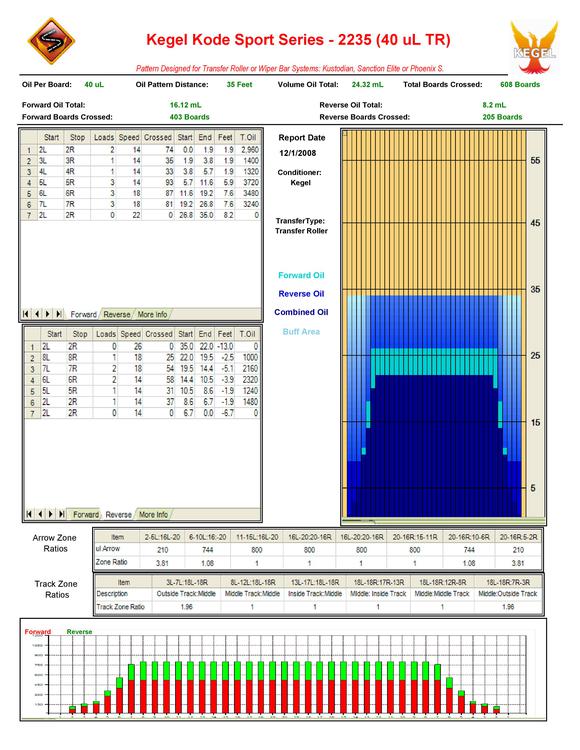 Kegel Kode Sport Series - 2235 (40 uL TR)
KEGEL
Pattern Designed for Transfer Roller or Wiper Bar Systems: Kustodian, Sanction Elite or Phoenix S.
Oil Per Board: 40 uL Oil Pattern Distance: 35 Feet Volume Oil Total: 24.32 mL Total Boards Crossed: 608 Boards
Forward Oil Total: 16.12 mL Reverse Oil Total: 8.2 mL
Forward Boards Crossed: 403 Boards Reverse Boards Crossed: 205 Boards
Start Stop Loads Speed Crossed Start End Feet T.Oil
1 2L 2R 2 14 74 0.0 1.9 1.9 2,960
2 3L 3R 1 14 35 1.9 3.8 1.9 1400
3 4L 4R 1 14 33 3.8 5.7 1.9 1320
4 5L 5R 3 14 93 5.7 11.6 5.9 3720
5 6L 6R 3 18 87 11.6 19.2 7.6 3480
6 7L 7R 3 18 81 19.2 26.8 7.6 3240
7 2L 2R 0 22 0 26.8 35.0 8.2 0
Forward Reverse More Info
Start Stop Loads Speed Crossed Start End Feet T.Oil
1 2L 2R 0 26 0 35.0 22.0 -13.0 0
2 8L 8R 1 18 25 22.0 19.5 -2.5 1000
3 7L 7R 2 18 54 19.5 14.4 -5.1 2160
4 6L 6R 2 14 58 14.4 10.5 -3.9 2320
5 5L 5R 1 14 31 10.5 8.6 -1.9 1240
6 2L 2R 1 14 37 8.6 6.7 -1.9 1480
7 2L 2R 0 14 0 6.7 0.0 -6.7 0
Forward Reverse More Info
Report Date
12/1/2008
Conditioner:
Kegel
TransferType:
Transfer Roller
Forward Oil
Reverse Oil
Combined Oil
Buff Area
55
45
35
25
15
5
Arrow Zone Ratios
Item 2-5L:16L-20 6-10L:16:-20 11-15L:16L-20 16L-20:20-16R 16L-20:20-16R 20-16R:15-11R 20-16R:10-6R 20-16R:5-2R
ul Arrow 210 744 800 800 800 800 744 210
Zone Ratio 3.81 1.08 1 1 1 1 1.08 3.81
Track Zone Ratios
Item 3L-7L:18L-18R 8L-12L:18L-18R 13L-17L:18L-18R 18L-18R:17R-13R 18L-18R:12R-8R 18L-18R:7R-3R
Description Outside Track:Middle Middle Track:Middle Inside Track:Middle Middle: Inside Track Middle:Middle Track Middle:Outside Track
Track Zone Ratio 1.96 1 1 1 1 1.96
Forward Reverse